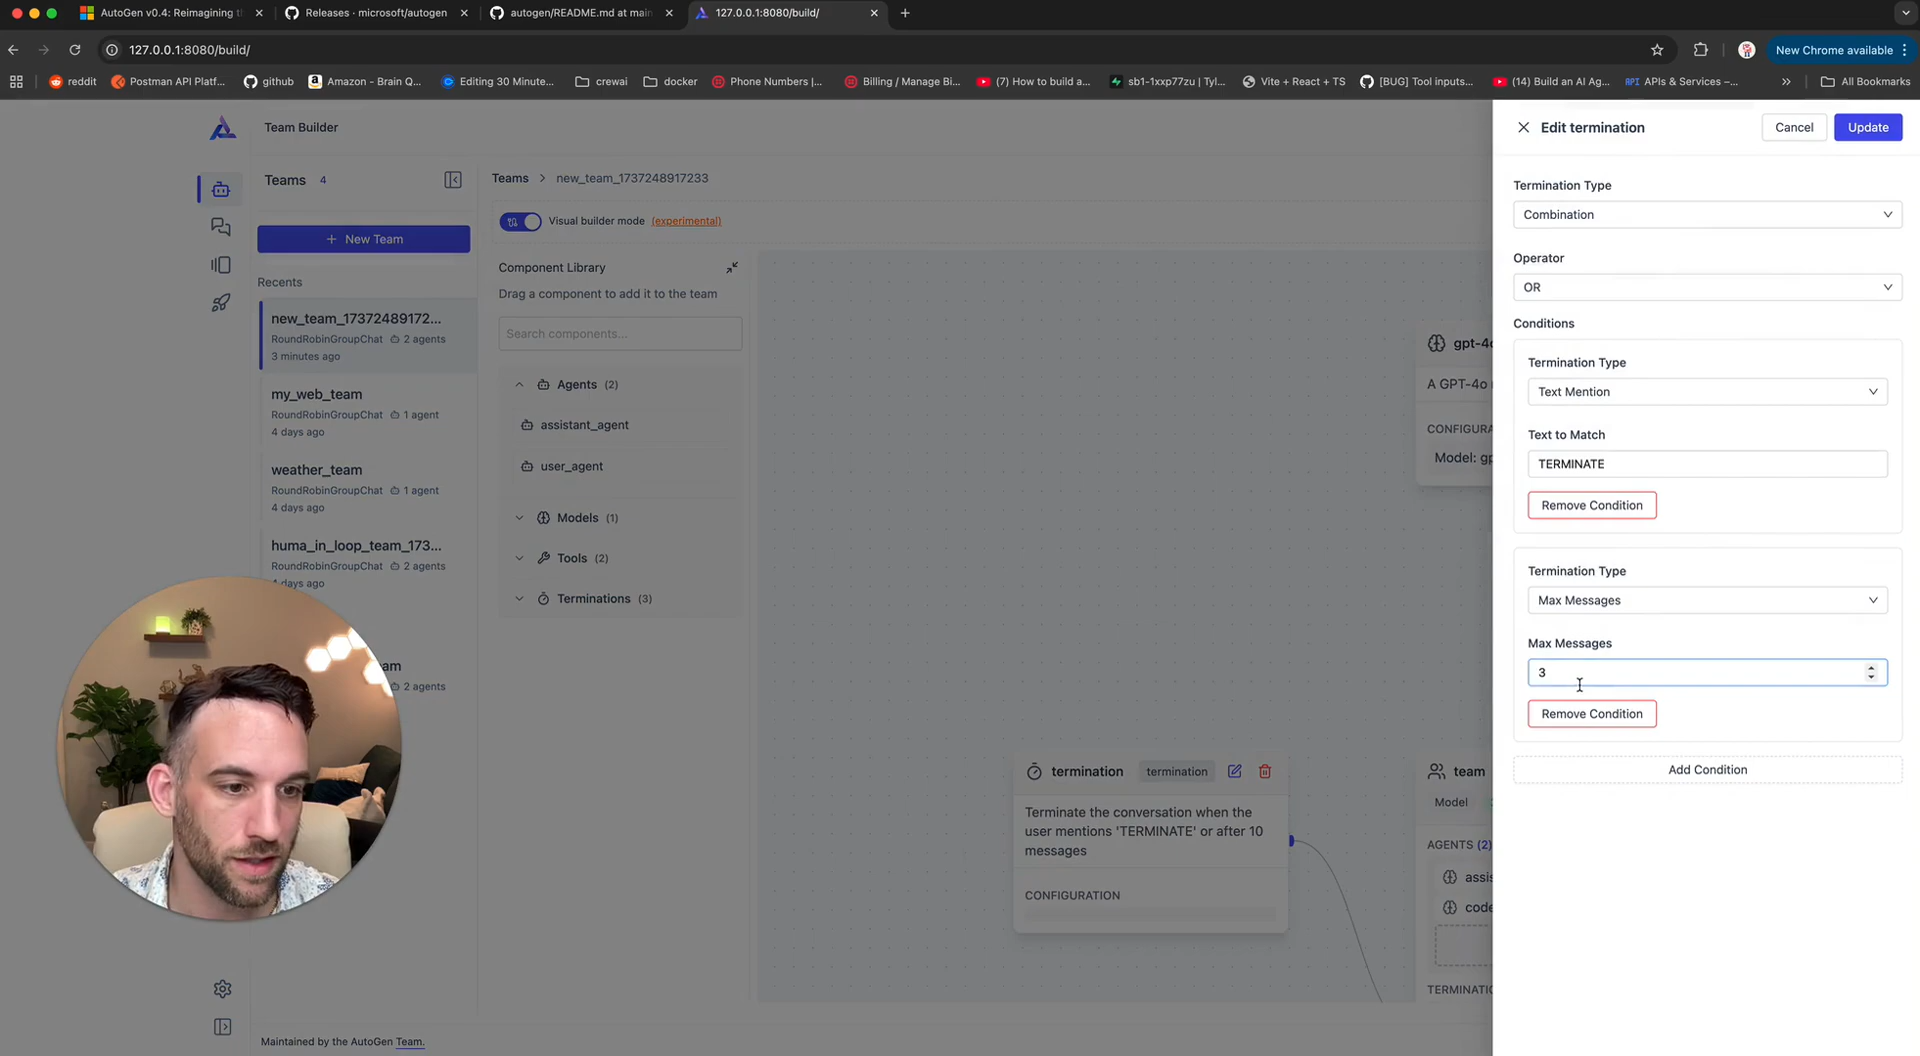 AutoGen v0.4: Reimagining t
Releases · microsoft/autogen
autogen/README.md at main
127.0.0.1:8080/build/
127.0.0.1:8080/build/
New Chrome available
reddit
Postman API Platf...
github
Amazon - Brain Q...
Editing 30 Minute...
crewai
docker
Phone Numbers |...
Billing / Manage Bi...
(7) How to build a...
sb1-1xxp77zu | Tyl...
Vite + React + TS
[BUG] Tool inputs...
(14) Build an AI Ag...
API APIs & Services –...
All Bookmarks
Team Builder
Teams 4
New Team
Recents
new_team_17372489172...
RoundRobinGroupChat 2 agents
3 minutes ago
my_web_team
RoundRobinGroupChat 1 agent
4 days ago
weather_team
RoundRobinGroupChat 1 agent
4 days ago
huma_in_loop_team_173...
RoundRobinGroupChat 2 agents
4 days ago
am
2 agents
Maintained by the AutoGen Team.
Teams > new_team_1737248917233
Visual builder mode (experimental)
Component Library
Drag a component to add it to the team
Search components...
Agents (2)
assistant_agent
user_agent
Models (1)
Tools (2)
Terminations (3)
gpt-4o
A GPT-4o
CONFIGURA
Model: gp
termination termination
Terminate the conversation when the
user mentions 'TERMINATE' or after 10
messages
CONFIGURATION
team
Model
AGENTS (2)
assis
code
TERMINATIO
Edit termination
Cancel
Update
Termination Type
Combination
Operator
OR
Conditions
Termination Type
Text Mention
Text to Match
TERMINATE
Remove Condition
Termination Type
Max Messages
Max Messages
3
Remove Condition
Add Condition